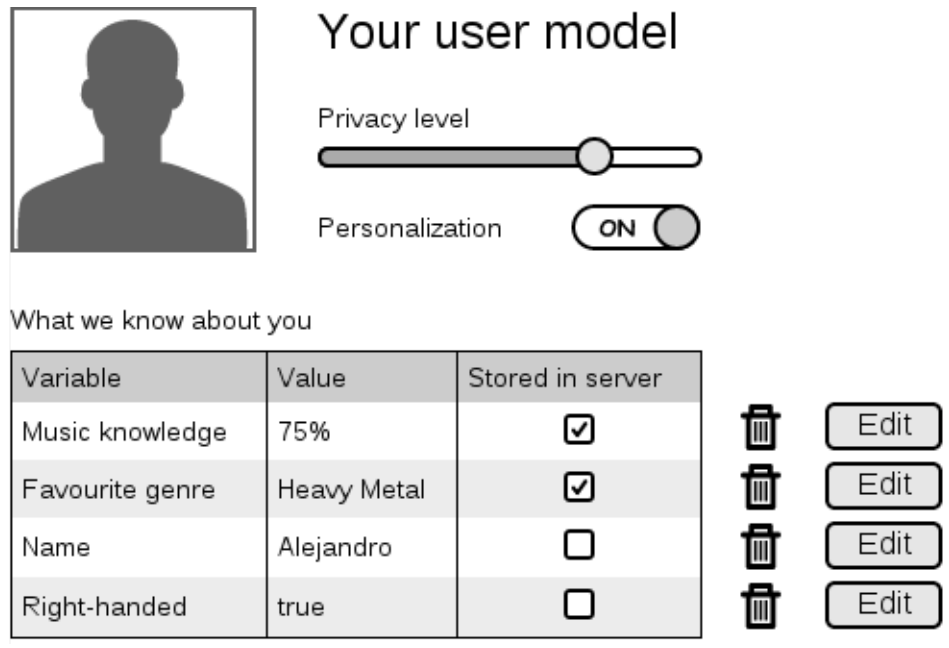 Your user model
Privacy level
Personalization ON
What we know about you
Variable Value Stored in server
Music knowledge 75% Edit
Favourite genre Heavy Metal Edit
Name Alejandro Edit
Right-handed true Edit